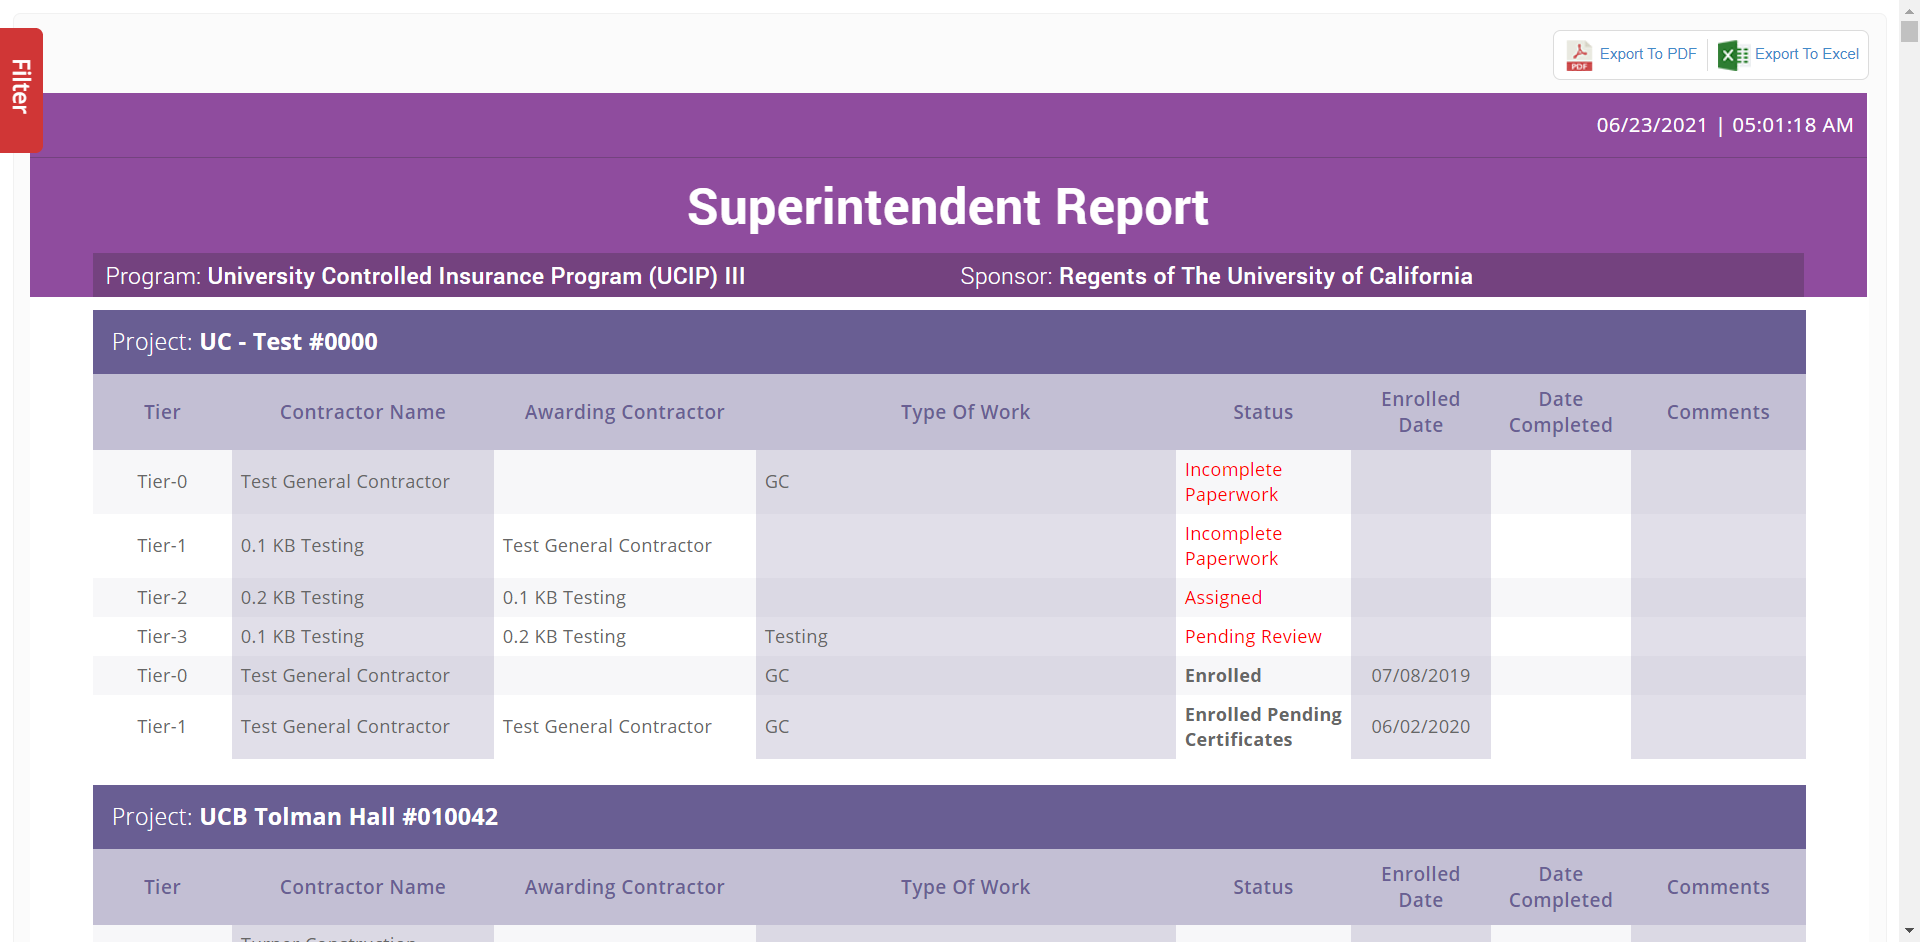 Filter
PDF
Export To PDF
Export To Excel
06/23/2021 | 05:01:18 AM
Superintendent Report
Program: University Controlled Insurance Program (UCIP) III
Sponsor: Regents of The University of California
Project: UC - Test #0000
Tier Contractor Name Awarding Contractor Type Of Work Status Enrolled Date Date Completed Comments
Tier-0 Test General Contractor GC Incomplete Paperwork
Tier-1 0.1 KB Testing Test General Contractor Incomplete Paperwork
Tier-2 0.2 KB Testing 0.1 KB Testing Assigned
Tier-3 0.1 KB Testing 0.2 KB Testing Testing Pending Review
Tier-0 Test General Contractor GC Enrolled 07/08/2019
Tier-1 Test General Contractor Test General Contractor GC Enrolled Pending Certificates 06/02/2020
Project: UCB Tolman Hall #010042
Tier Contractor Name Awarding Contractor Type Of Work Status Enrolled Date Date Completed Comments